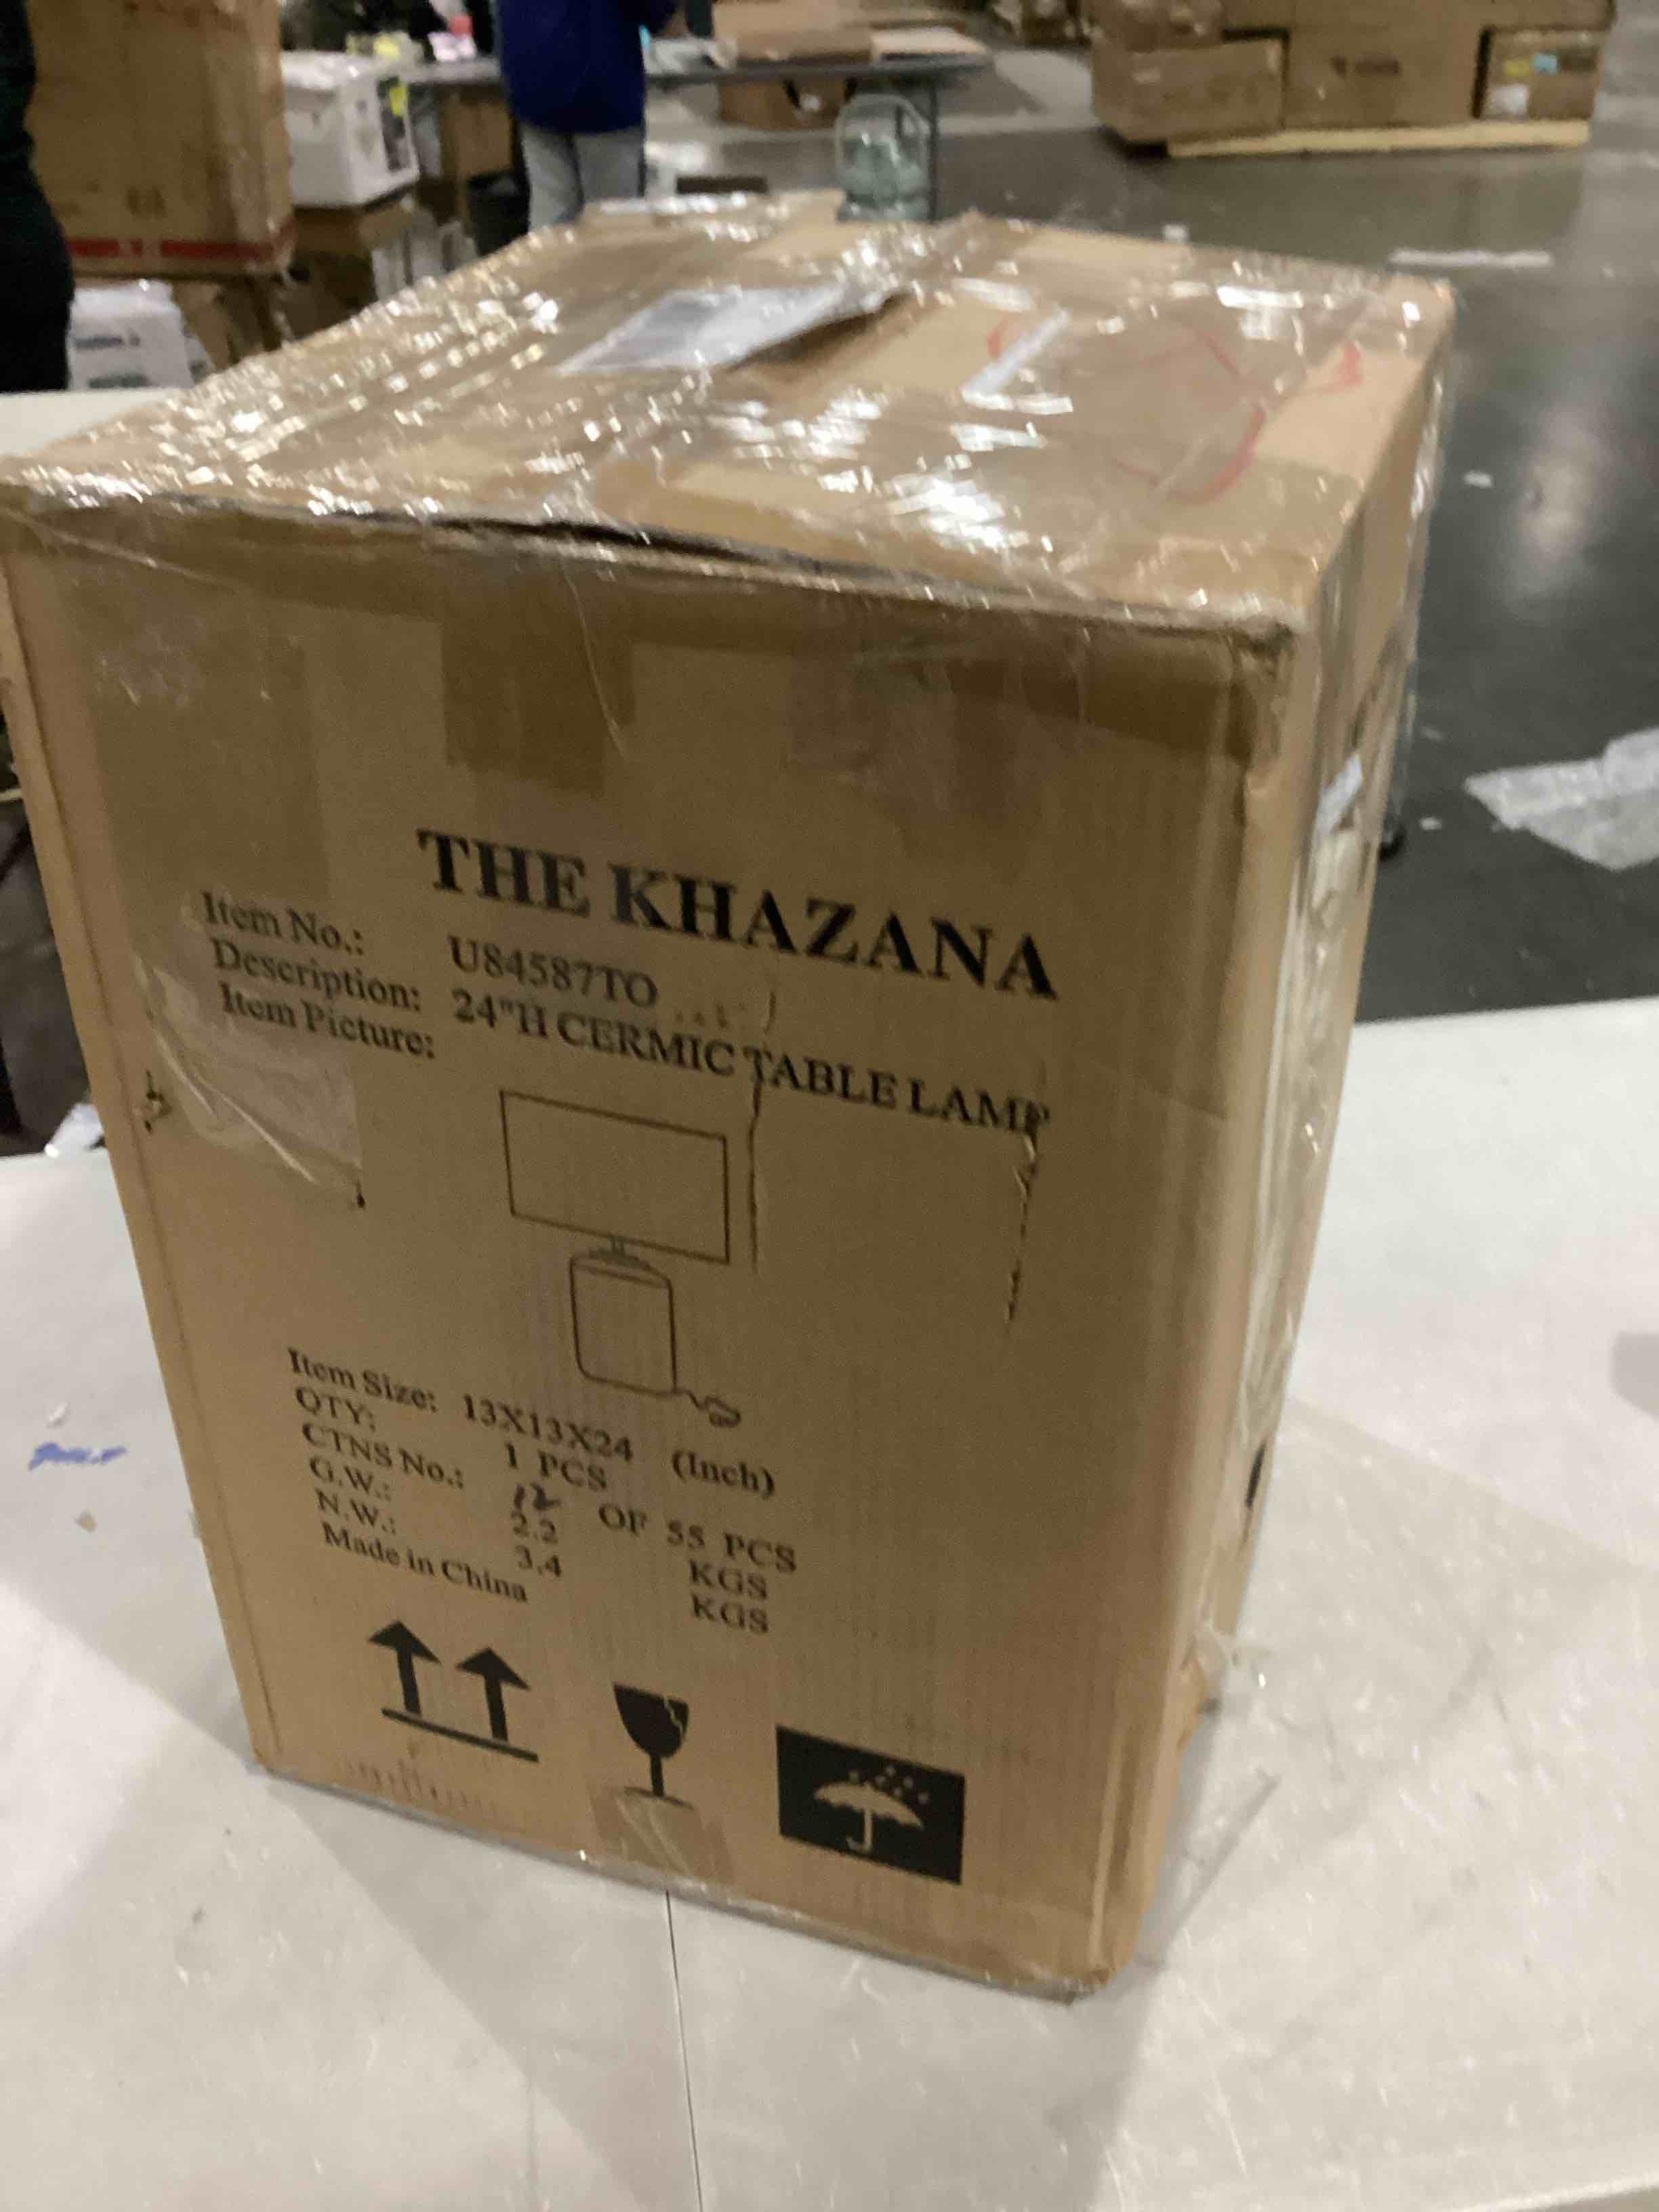 THE KHAZANA
Item No.: U84587TO
Description: 24"H CERMIC TABLE LAMP
Item Picture:
Item Size: 13X13X24 (Inch)
QTY: 1 PCS
CTNS No.: 12 OF 55 PCS
G.W.: 2.2 KGS
N.W.: 3.4 KGS
Made in China